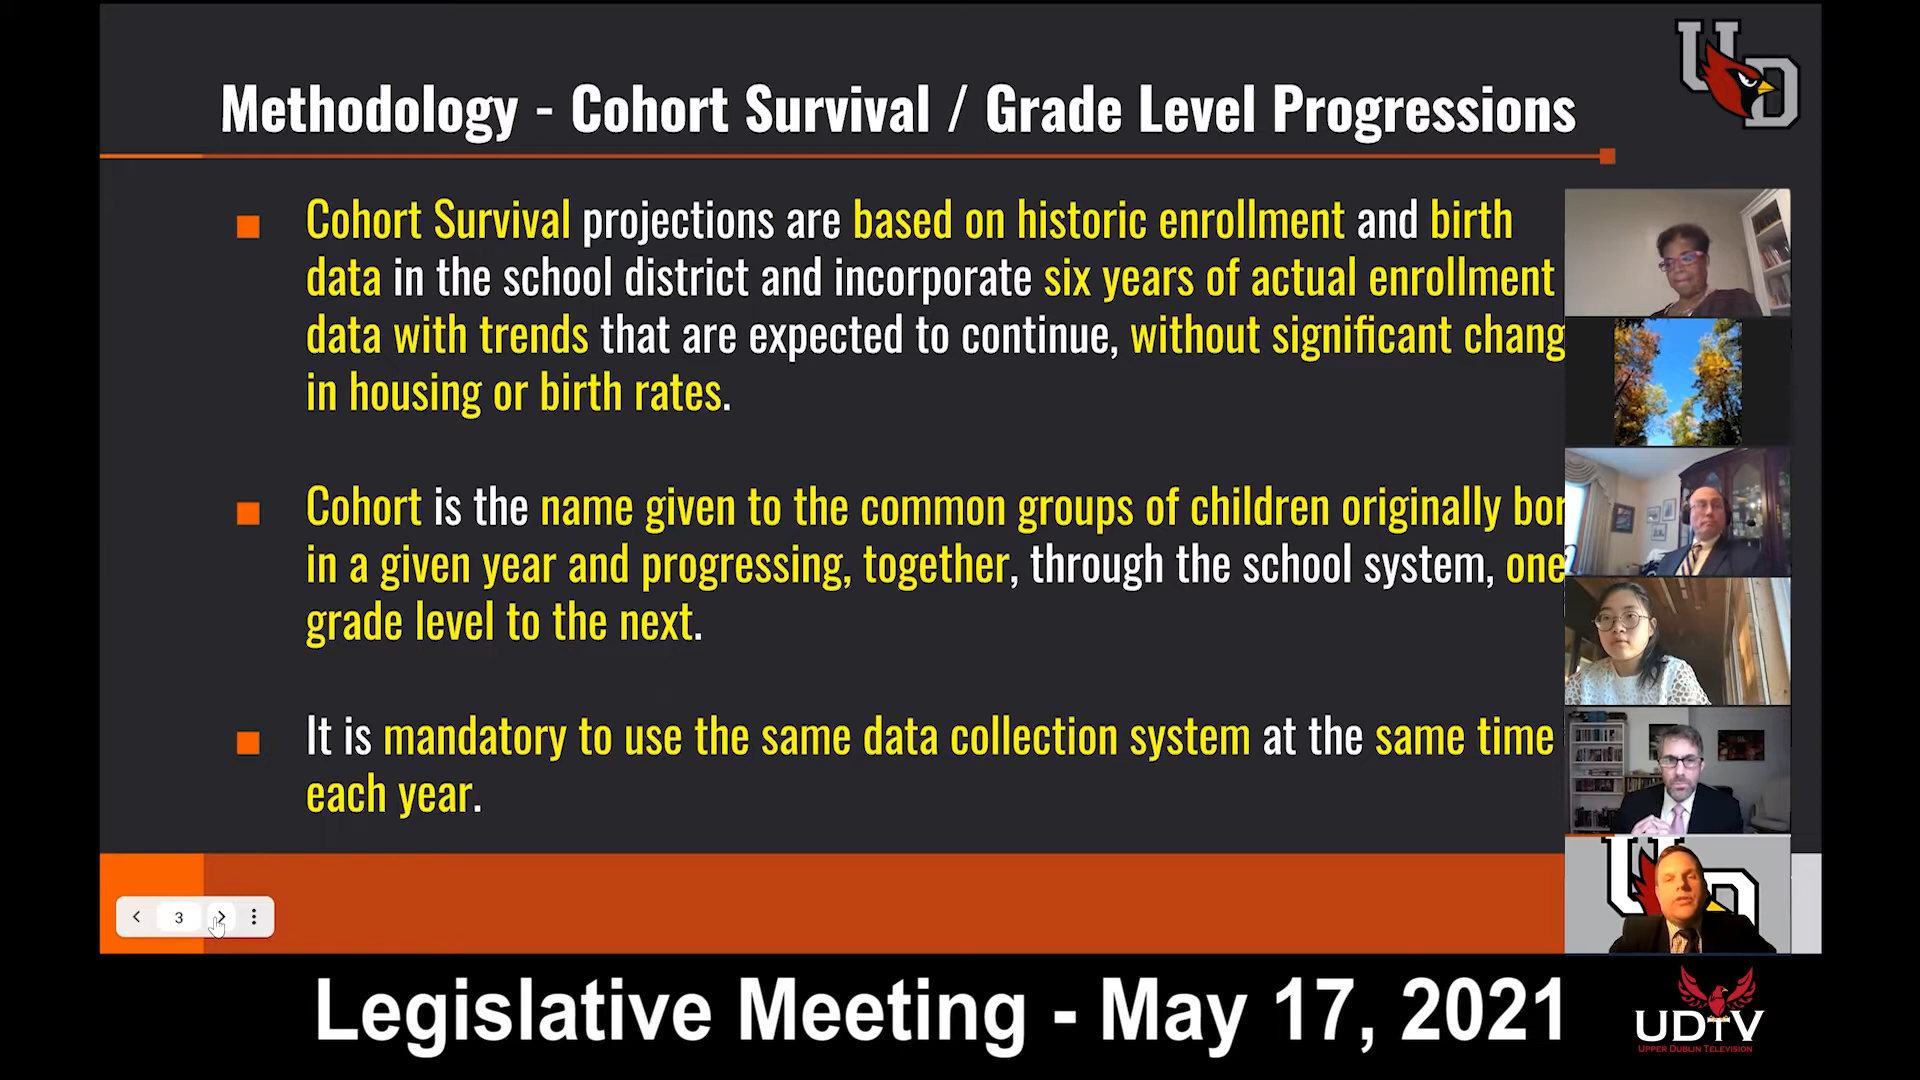 UD
Methodology - Cohort Survival / Grade Level Progressions
Cohort Survival projections are based on historic enrollment and birth
data in the school district and incorporate six years of actual enrollment
data with trends that are expected to continue, without significant chang
in housing or birth rates.
Cohort is the name given to the common groups of children originally bor
in a given year and progressing, together, through the school system, one
grade level to the next.
It is mandatory to use the same data collection system at the same time
each year.
3
UD
Legislative Meeting - May 17, 2021
UDTV
UPPER DUBLIN TELEVISION